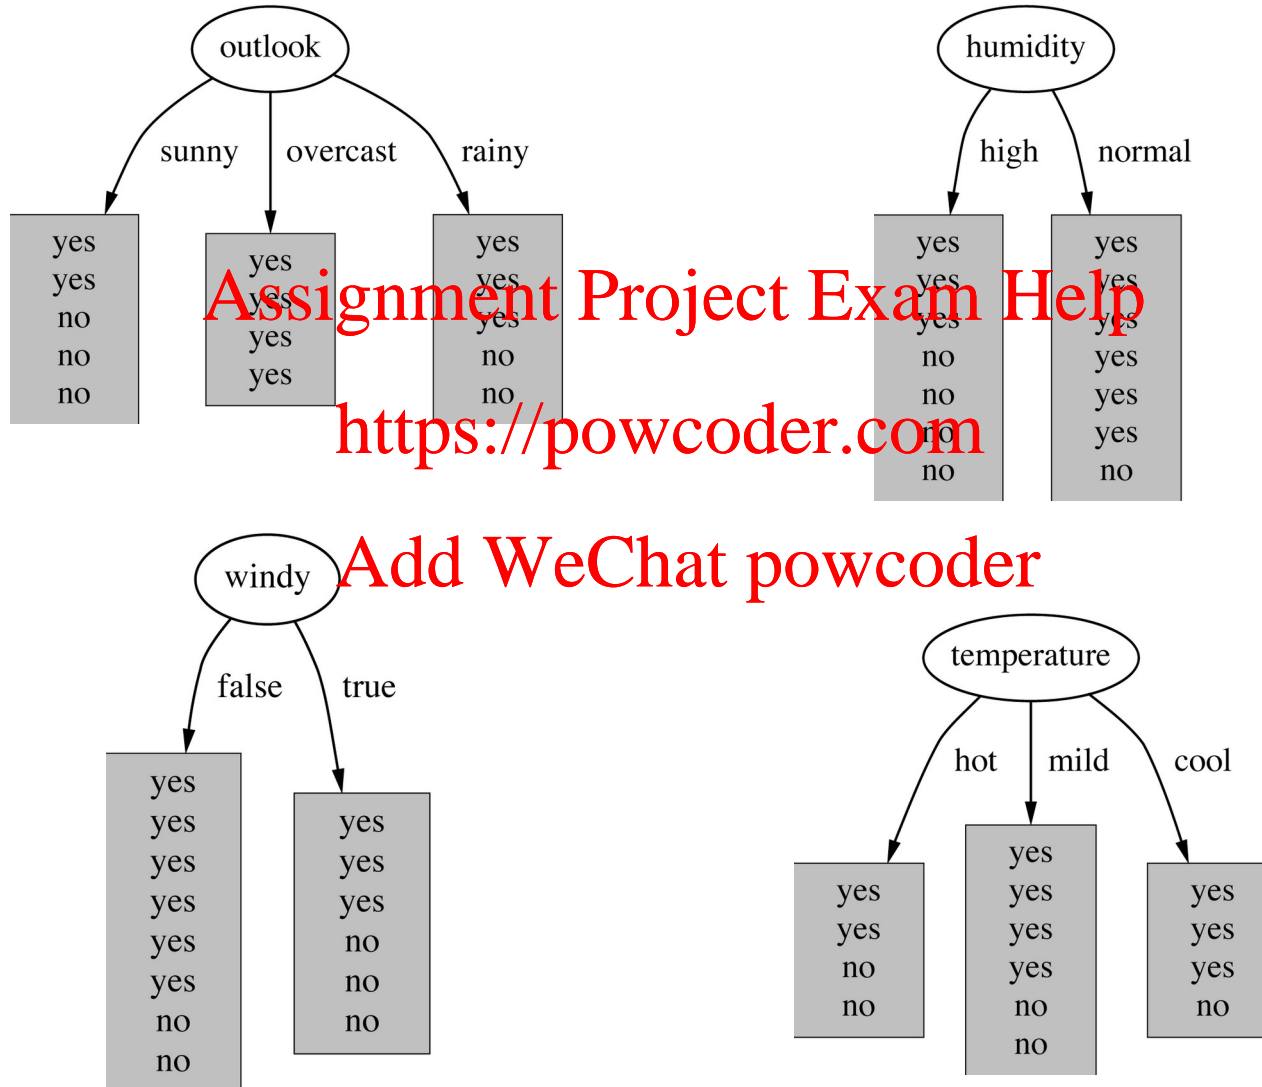 outlook
sunny overcast rainy
yes
yes
no
no
no
yes
yes
yes
yes
yes
yes
yes
no
no
humidity
high normal
yes
yes
yes
no
no
no
no
yes
yes
yes
yes
yes
yes
no
Assignment Project Exam Help
https://powcoder.com
Add WeChat powcoder
windy
false true
yes
yes
yes
yes
yes
yes
no
no
yes
yes
yes
no
no
no
temperature
hot mild cool
yes
yes
no
no
yes
yes
yes
yes
no
no
yes
yes
yes
no